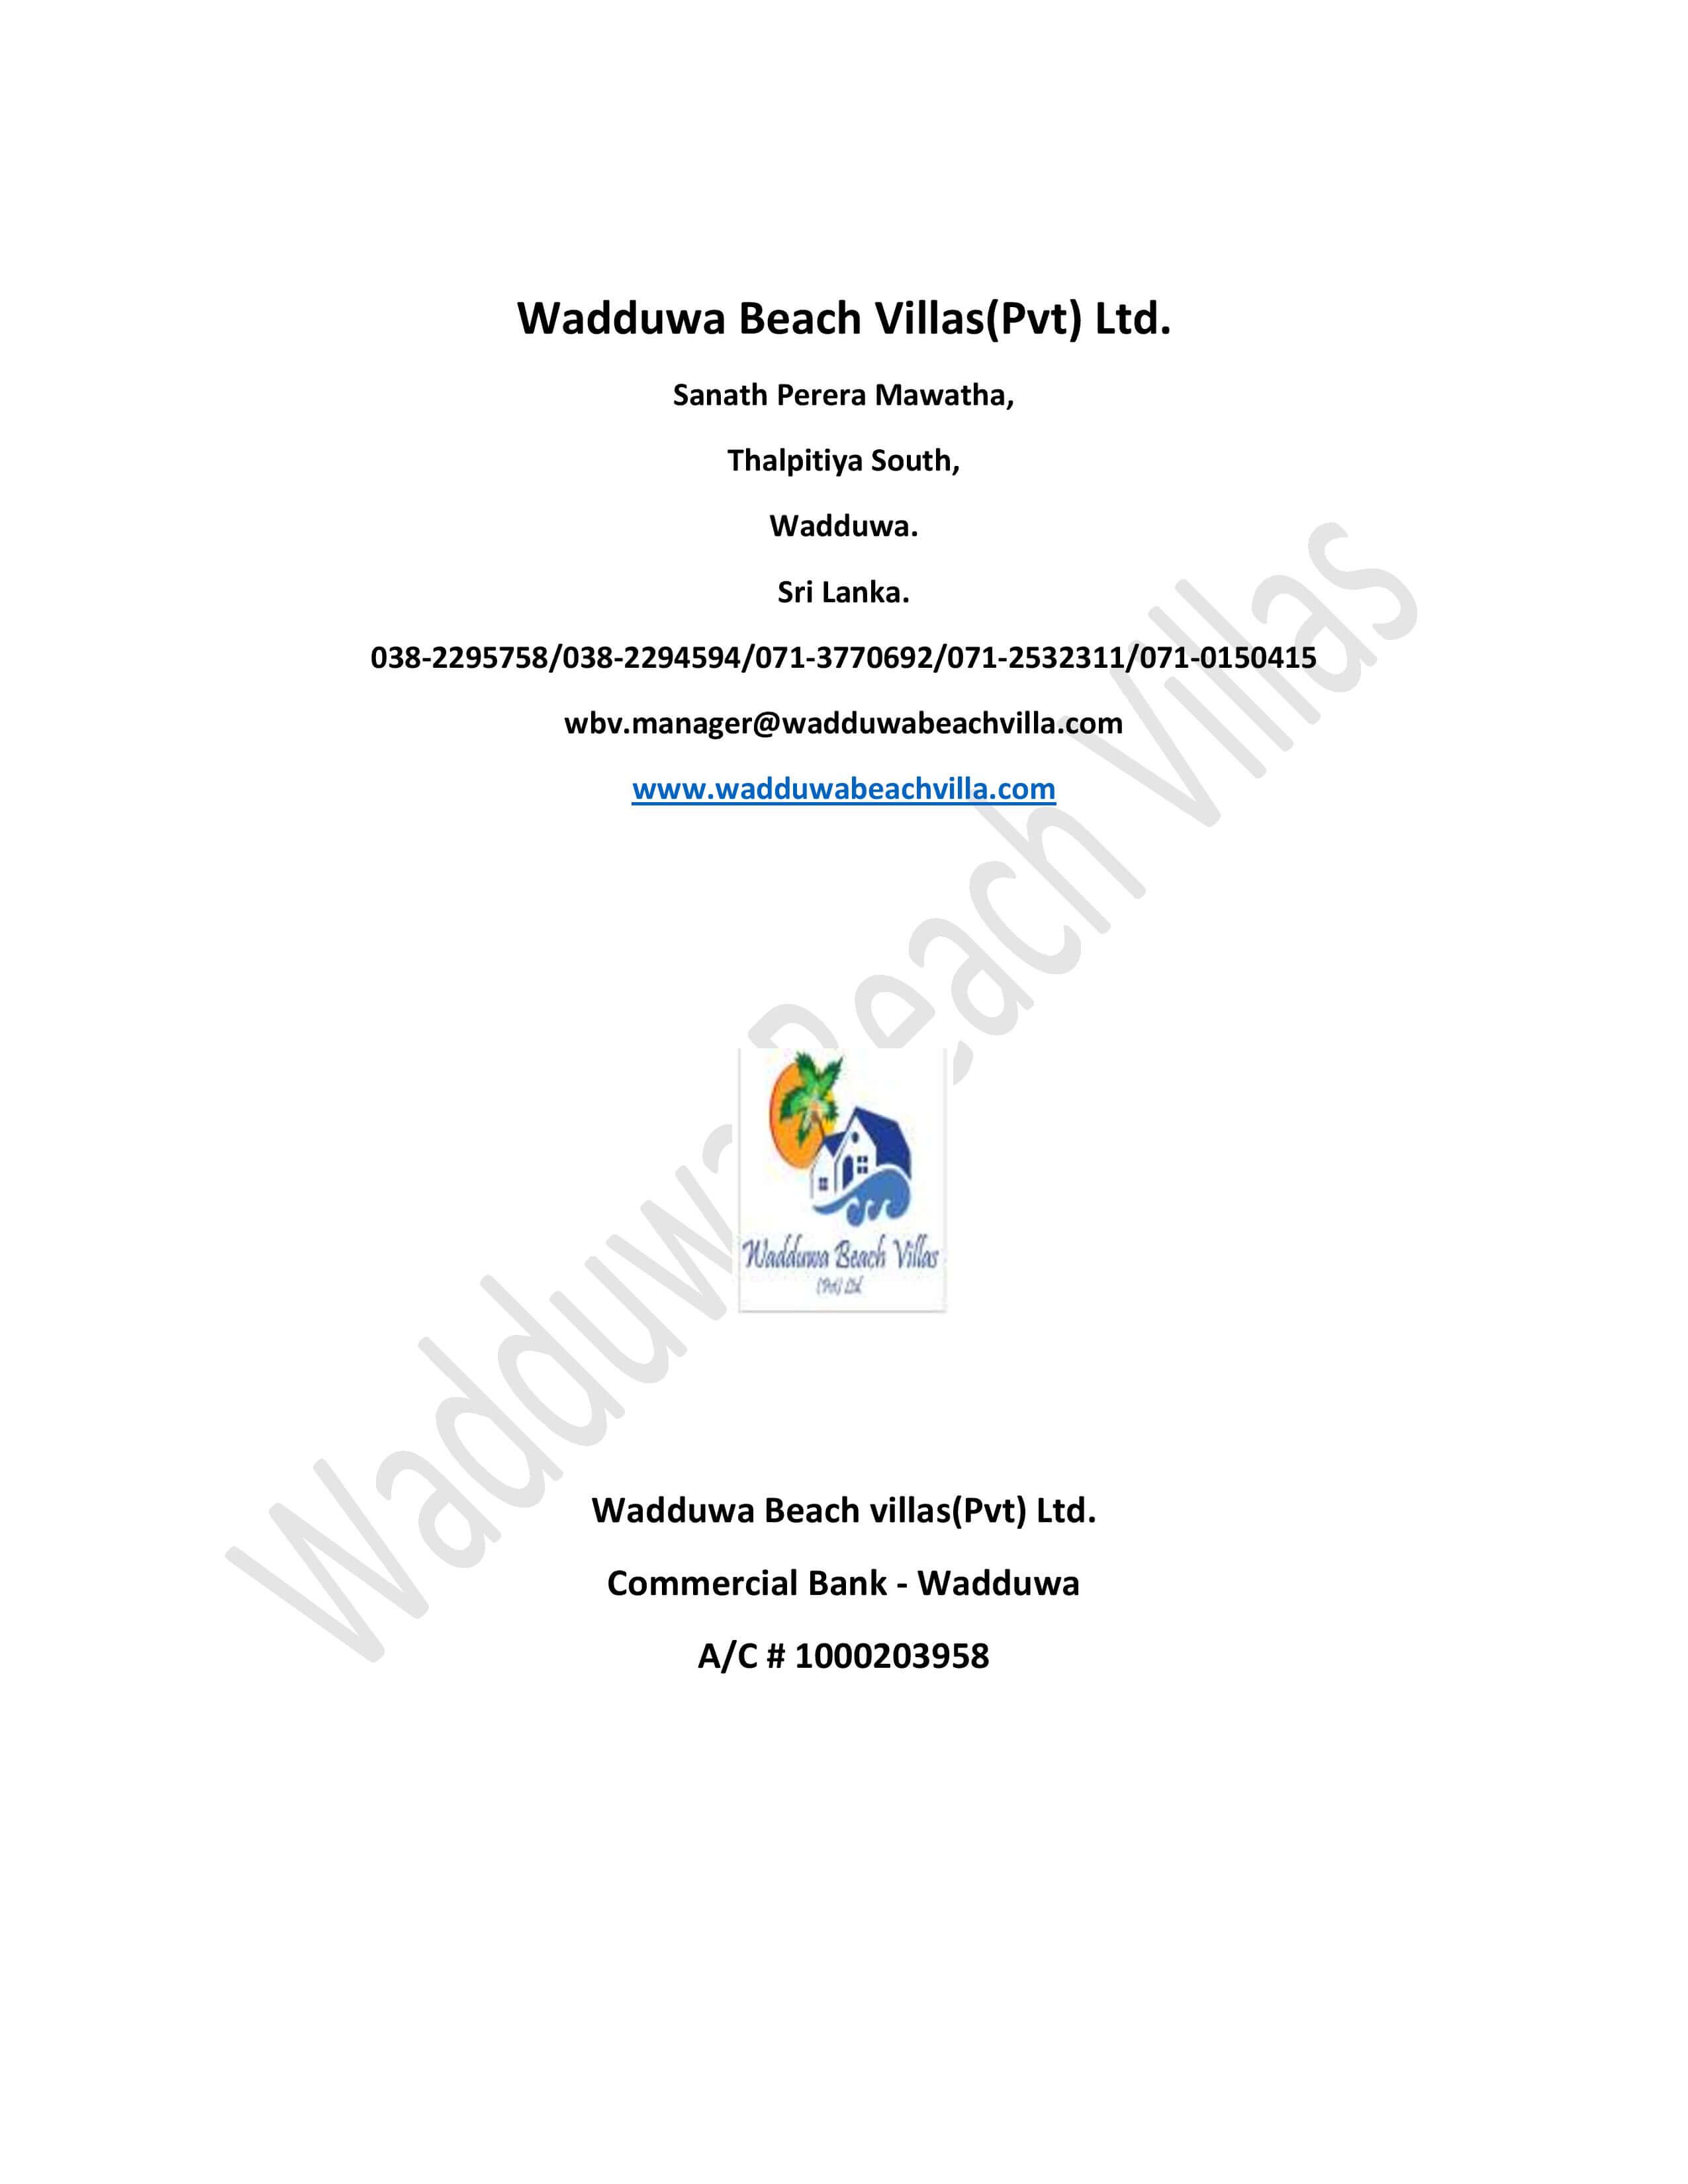 Wadduwa Beach Villas(Pvt) Ltd.
Sanath Perera Mawatha,
Thalpitiya South,
Wadduwa.
Sri Lanka.
038-2295758/038-2294594/071-3770692/071-2532311/071-0150415
wbv.manager@wadduwabeachvilla.com
www.wadduwabeachvilla.com
Wadduwa Beach Villas
Wadduwa Beach Villas
(Pvt) Ltd
Wadduwa Beach villas(Pvt) Ltd.
Commercial Bank - Wadduwa
A/C # 1000203958